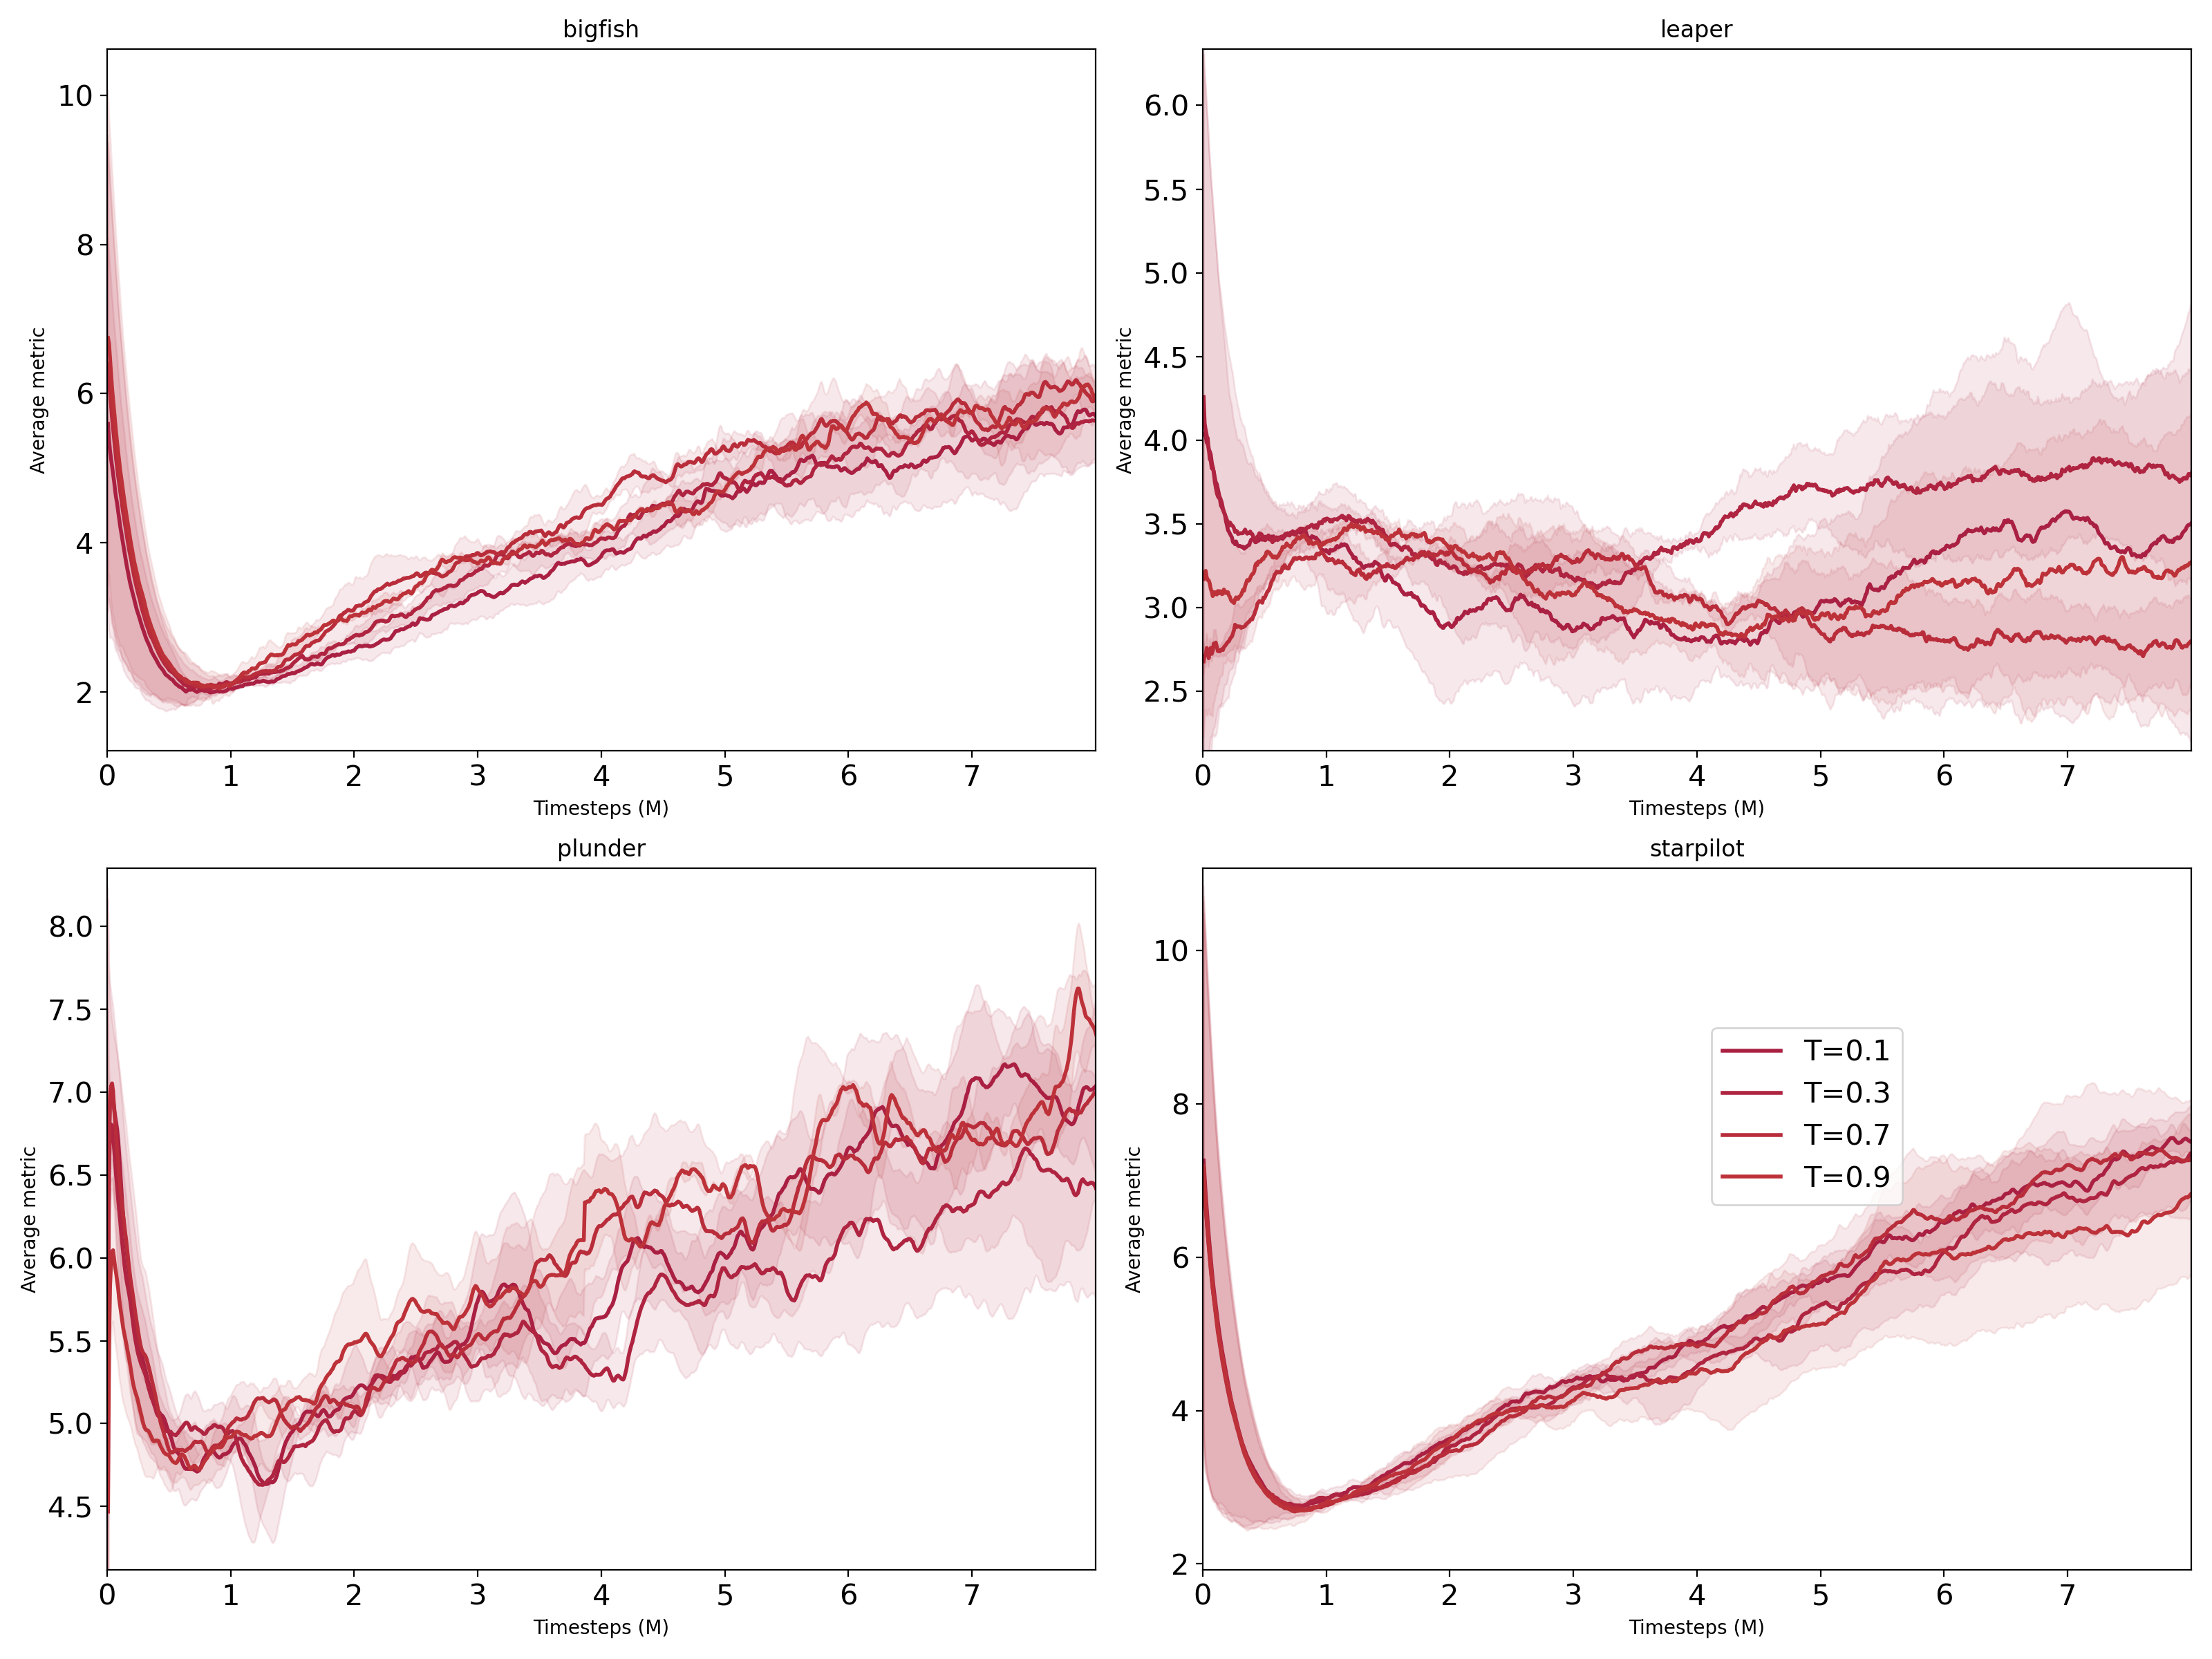 bigfish
10
8
6
4
2
Average metric
0 1 2 3 4 5 6 7
Timesteps (M)
leaper
6.0
5.5
5.0
4.5
4.0
3.5
3.0
2.5
Average metric
0 1 2 3 4 5 6 7
Timesteps (M)
plunder
8.0
7.5
7.0
6.5
6.0
5.5
5.0
4.5
Average metric
0 1 2 3 4 5 6 7
Timesteps (M)
starpilot
10
8
6
4
2
Average metric
T=0.1
T=0.3
T=0.7
T=0.9
0 1 2 3 4 5 6 7
Timesteps (M)